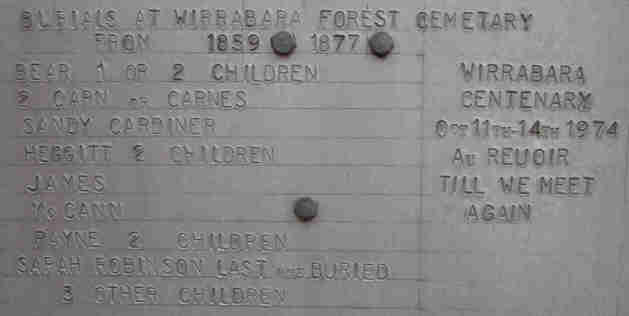 BURIALS AT WIRRABARA FOREST CEMETARY
FROM 1859 1877
BEAR 1 OR 2 CHILDREN
2 CARN OR CARNES
SANDY CARDINER
HEGGITT 2 CHILDREN
JAMES
McCANN
PAYNE 2 CHILDREN
SARAH ROBINSON LAST ONE BURIED
3 OTHER CHILDREN
WIRRABARA
CENTENARY
OCT 11TH-14TH 1974
AU REUOIR
TILL WE MEET
AGAIN